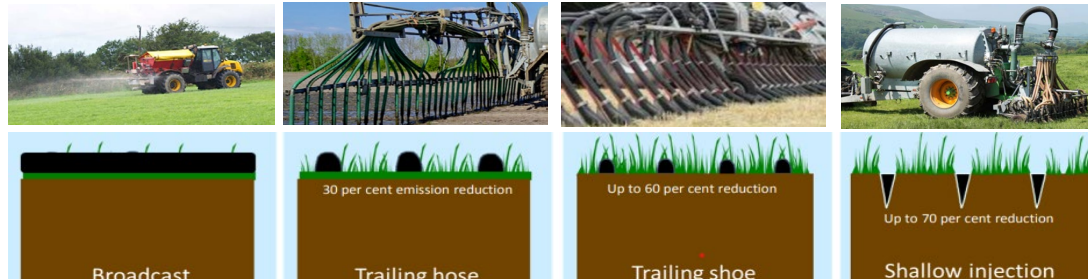 30 per cent emission reduction
Up to 60 per cent reduction
Up to 70 per cent reduction
Broadcast
Trailing hose
Trailing shoe
Shallow injection